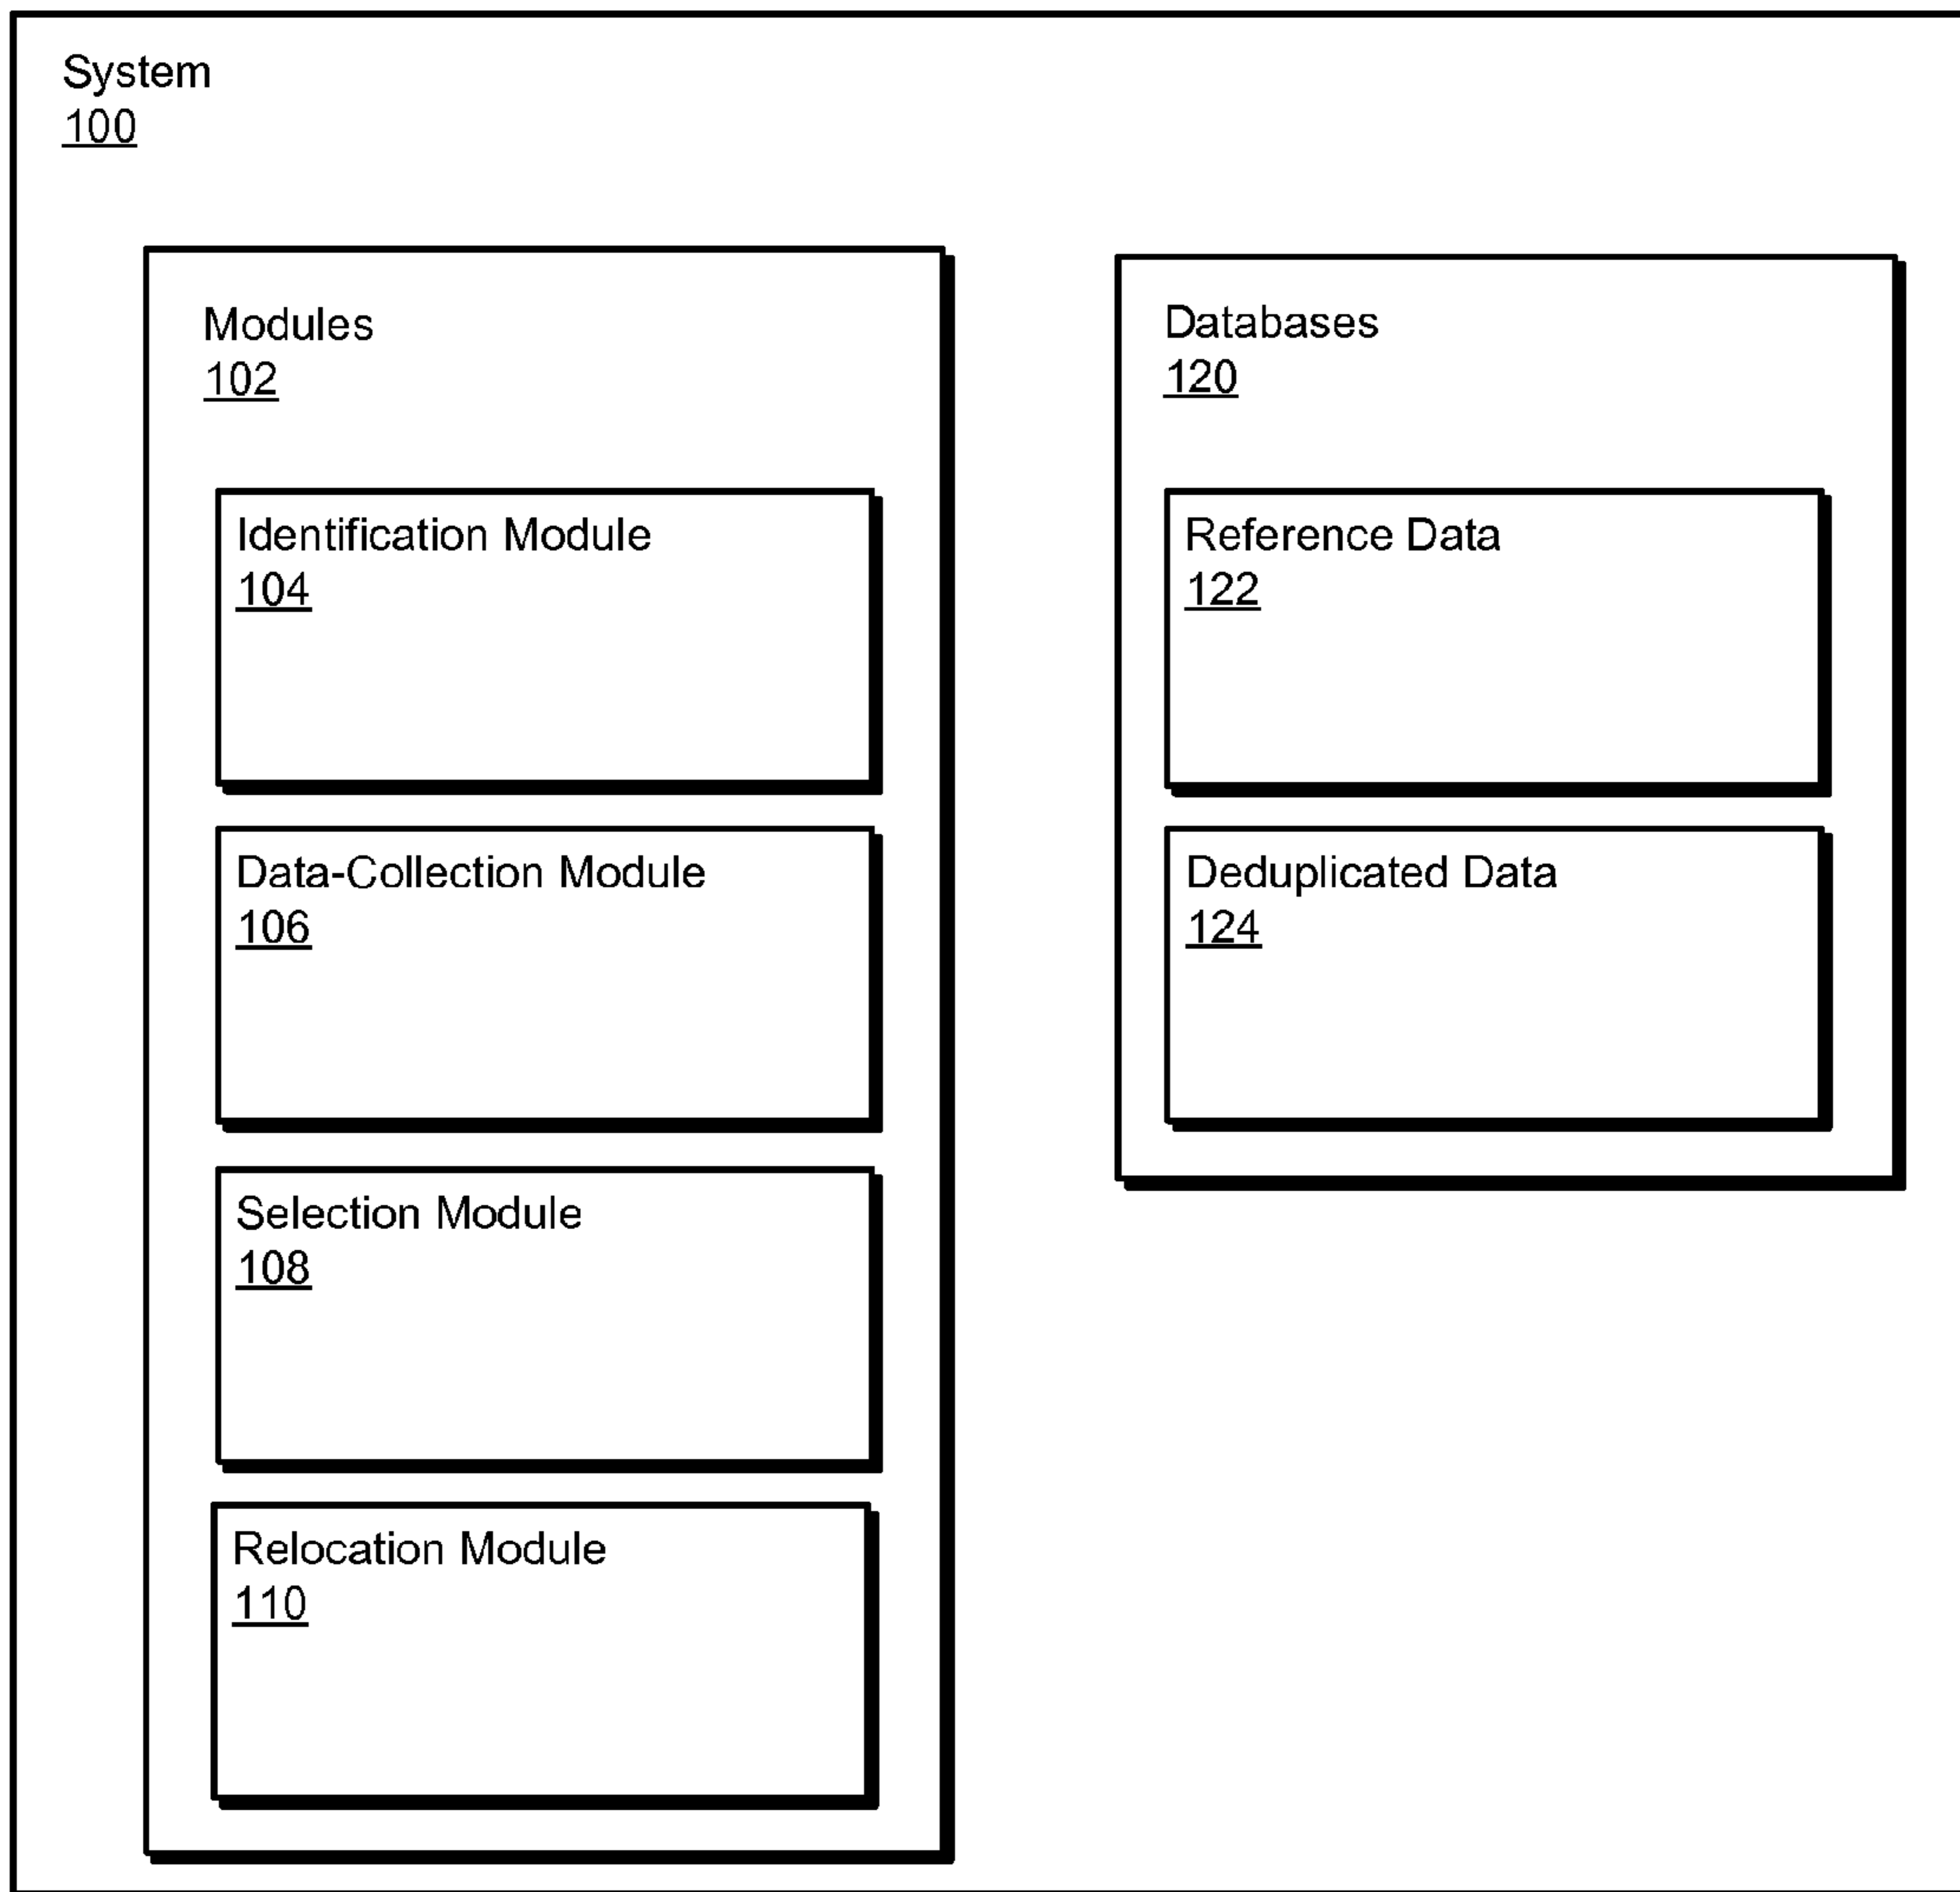 System
100
Modules
102
Identification Module
104
Data-Collection Module
106
Selection Module
108
Relocation Module
110
Databases
120
Reference Data
122
Deduplicated Data
124